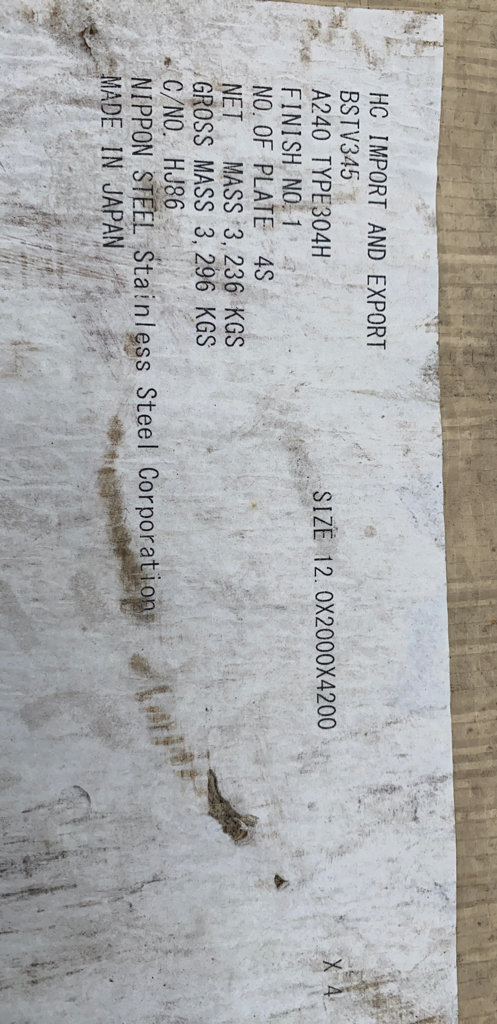 HC IMPORT AND EXPORT
BSTV345
A240 TYPE304H SIZE 12.0X2000X4200 X 4
FINISH NO.1
NO.OF PLATE 4S
NET MASS 3,236 KGS
GROSS MASS 3,296 KGS
C/NO. HJ86
NIPPON STEEL Stainless Steel Corporation
MADE IN JAPAN